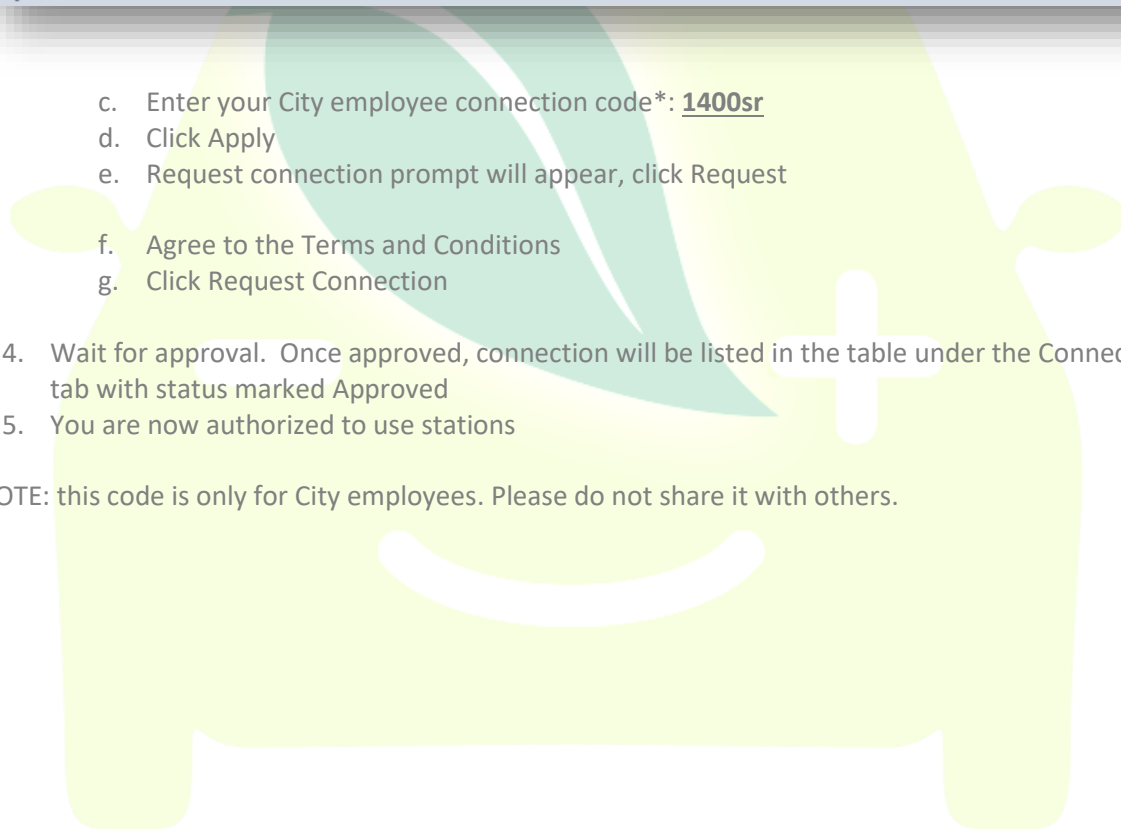 c. Enter your City employee connection code*: 1400sr
d. Click Apply
e. Request connection prompt will appear, click Request
f. Agree to the Terms and Conditions
g. Click Request Connection
4. Wait for approval. Once approved, connection will be listed in the table under the Connec
tab with status marked Approved
5. You are now authorized to use stations
OTE: this code is only for City employees. Please do not share it with others.